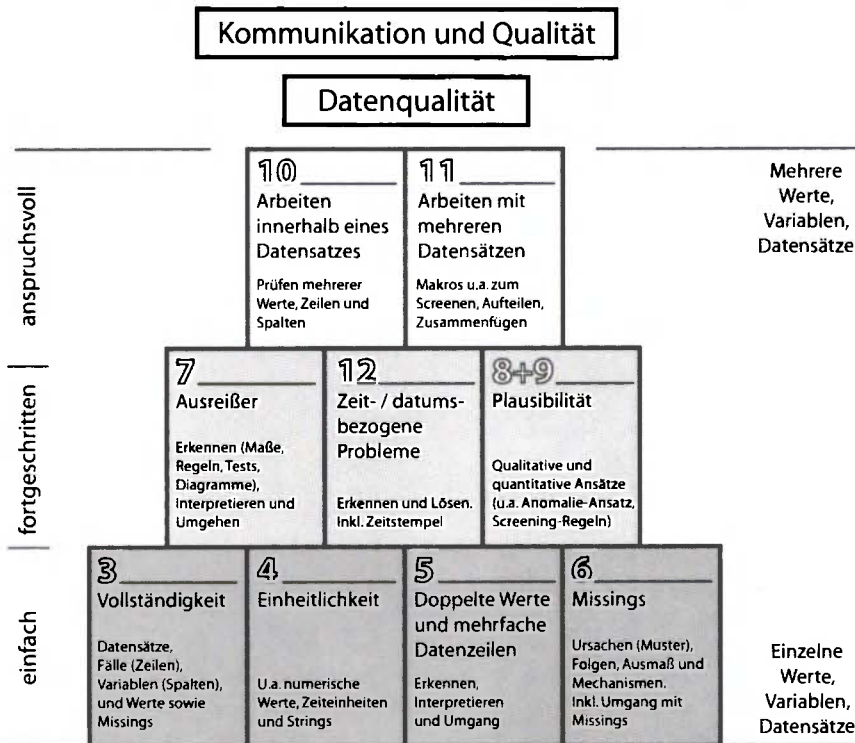 Kommunikation und Qualität
Datenqualität
anspruchsvoll
10
Arbeiten
innerhalb eines
Datensatzes
Prüfen mehrerer
Werte, Zeilen und
Spalten
11
Arbeiten mit
mehreren
Datensätzen
Makros u.a. zum
Screenen, Aufteilen,
Zusammenfügen
Mehrere
Werte,
Variablen,
Datensätze
fortgeschritten
7
Ausreißer
Erkennen (Maße,
Regeln, Tests,
Diagramme),
Interpretieren und
Umgehen
12
Zeit- / datums-
bezogene
Probleme
Erkennen und Lösen.
Inkl. Zeitstempel
8+9
Plausibilität
Qualitative und
quantitative Ansätze
(u.a. Anomalie-Ansatz,
Screening-Regeln)
einfach
3
Vollständigkeit
Datensätze,
Fälle (Zeilen),
Variablen (Spalten),
und Werte sowie
Missings
4
Einheitlichkeit
U.a. numerische
Werte, Zeiteinheiten
und Strings
5
Doppelte Werte
und mehrfache
Datenzeilen
Erkennen,
Interpretieren
und Umgang
6
Missings
Ursachen (Muster),
Folgen, Ausmaß und
Mechanismen.
Inkl. Umgang mit
Missings
Einzelne
Werte,
Variablen,
Datensätze